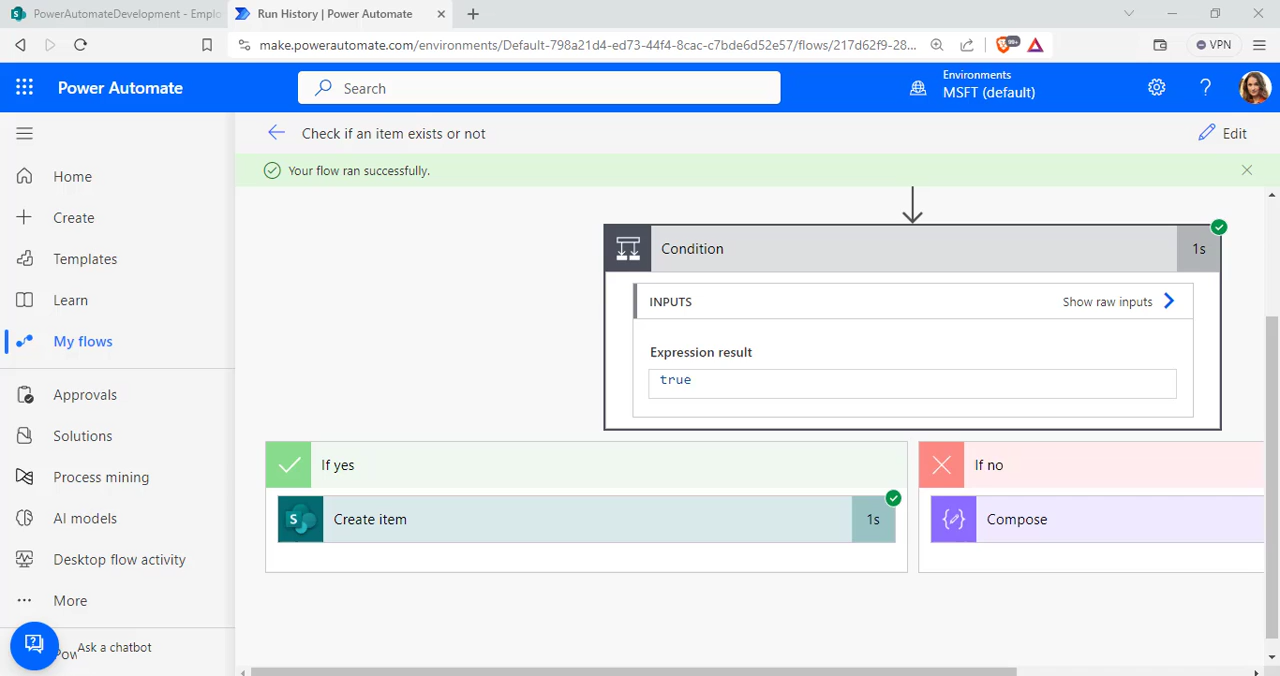 PowerAutomateDevelopment - Emplo
Run History | Power Automate
make.powerautomate.com/environments/Default-798a21d4-ed73-44f4-8cac-c7bde6d52e57/flows/217d62f9-28...
99+
VPN
Power Automate
Search
Environments
MSFT (default)
Check if an item exists or not
Edit
Your flow ran successfully.
Home
Create
Templates
Learn
My flows
Approvals
Solutions
Process mining
AI models
Desktop flow activity
More
Pow
Ask a chatbot
Condition
1s
INPUTS
Show raw inputs
Expression result
true
If yes
S
Create item
1s
If no
Compose